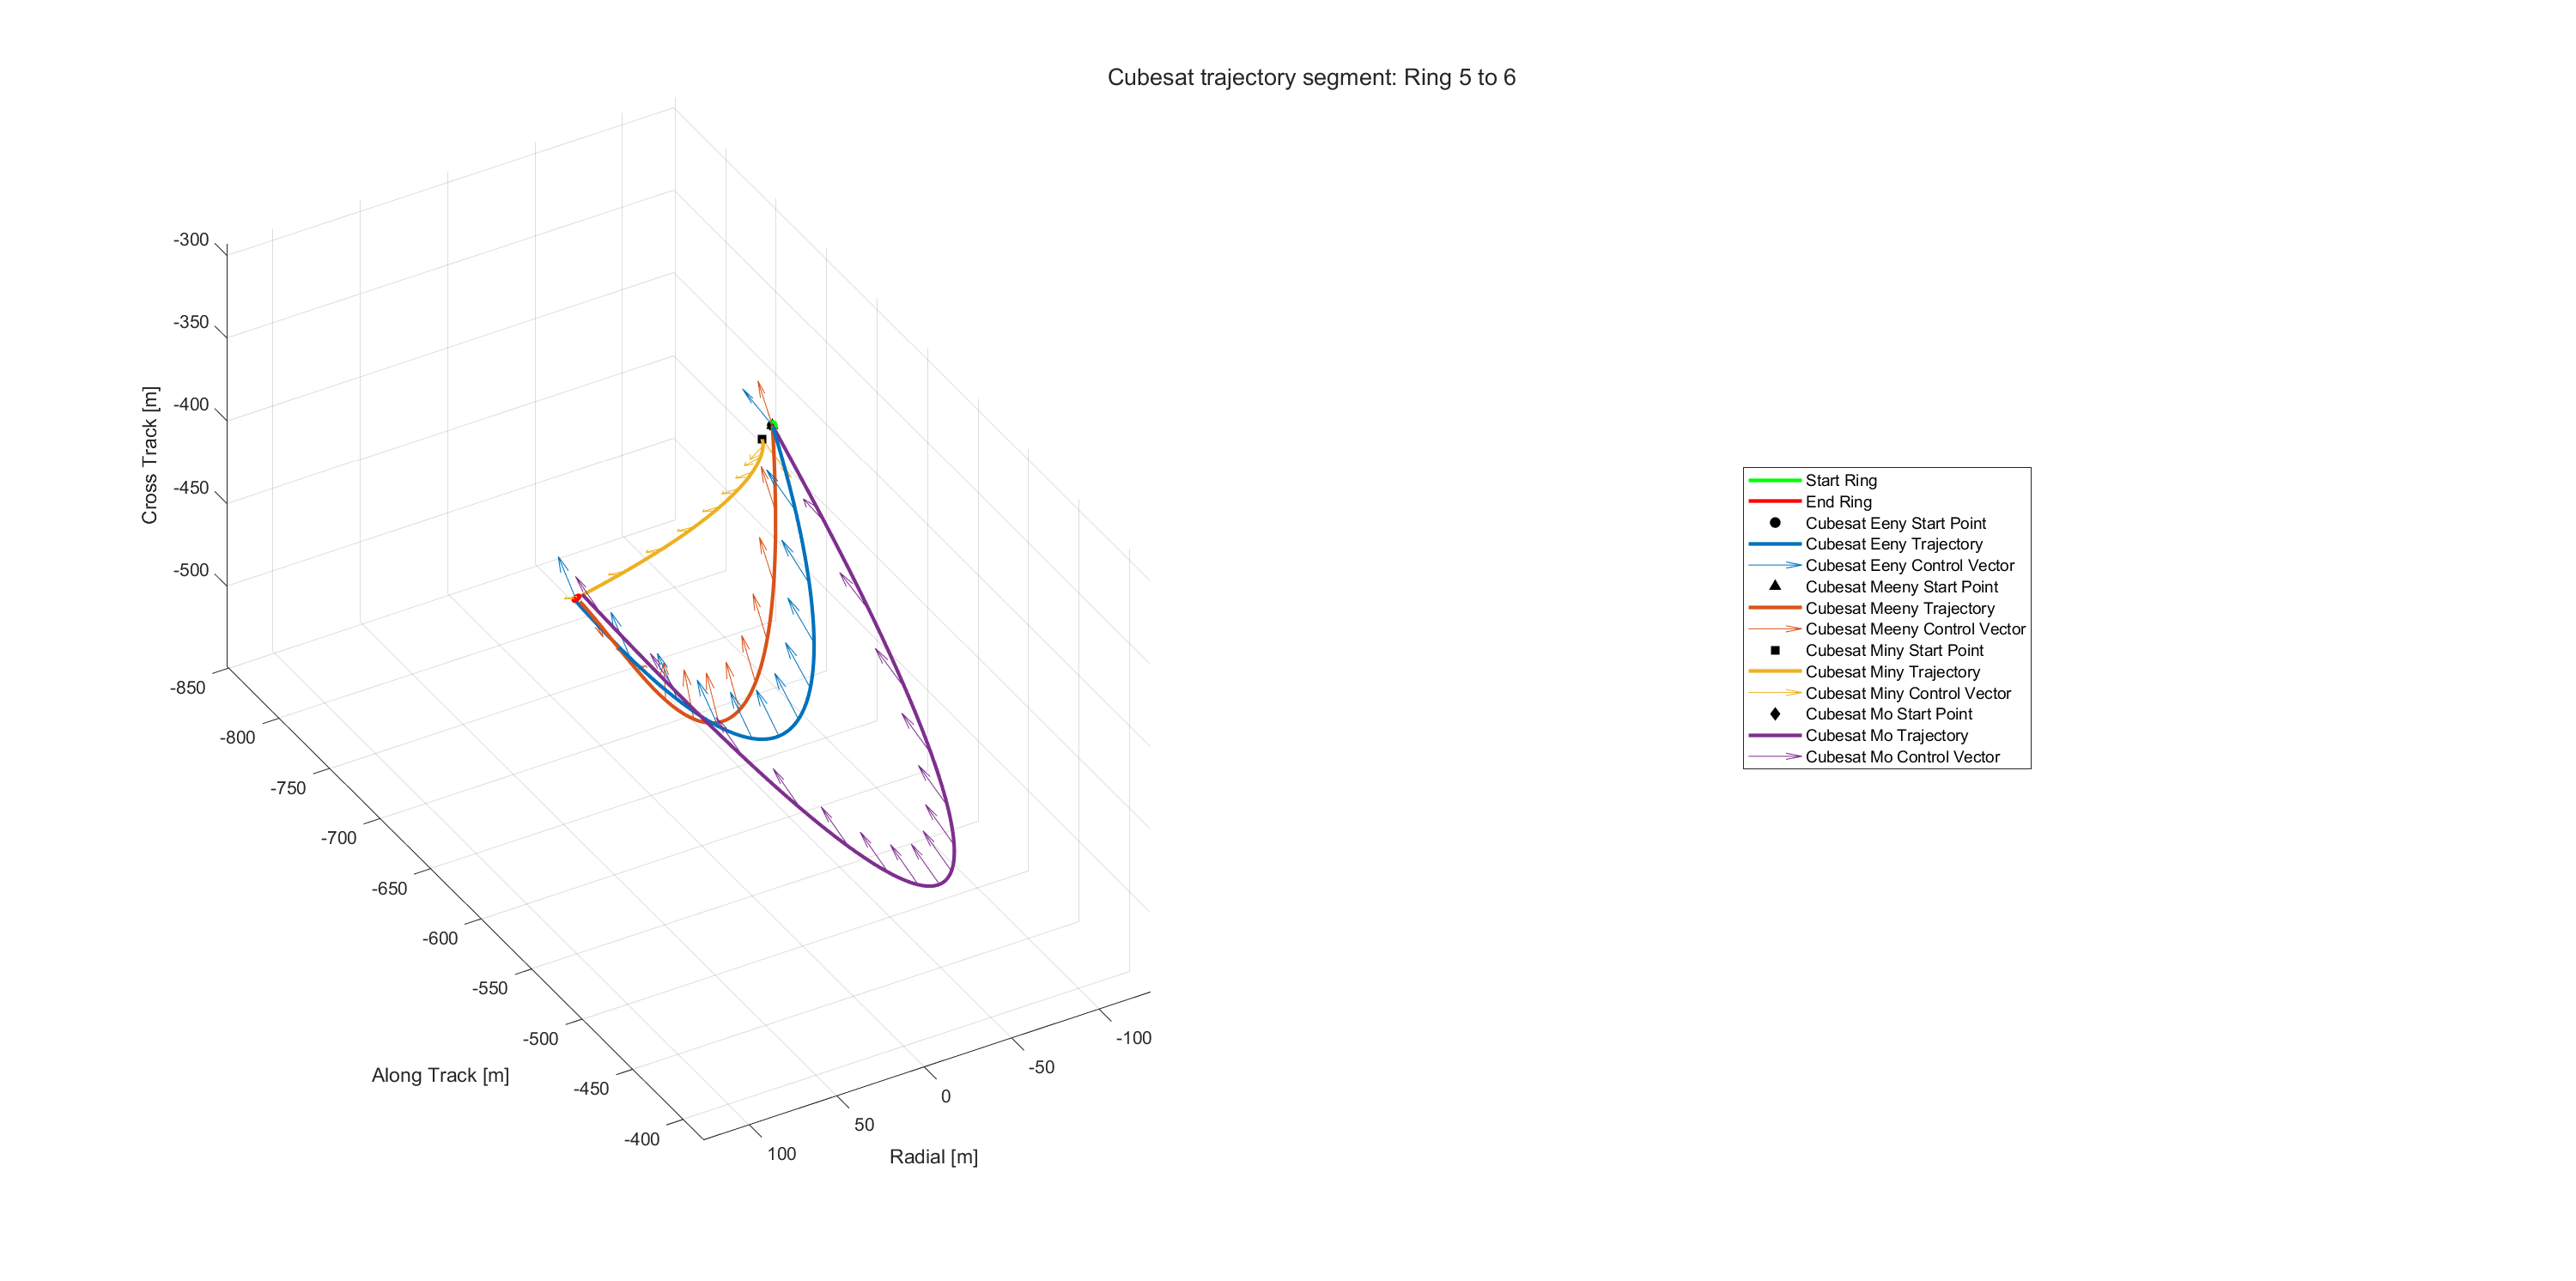 Cubesat trajectory segment: Ring 5 to 6
Cross Track [m]
-300
-350
-400
-450
-500
-850
-800
-750
-700
-650
-600
-550
-500
-450
-400
Along Track [m]
100
50
0
-50
-100
Radial [m]
Start Ring
End Ring
Cubesat Eeny Start Point
Cubesat Eeny Trajectory
Cubesat Eeny Control Vector
Cubesat Meeny Start Point
Cubesat Meeny Trajectory
Cubesat Meeny Control Vector
Cubesat Miny Start Point
Cubesat Miny Trajectory
Cubesat Miny Control Vector
Cubesat Mo Start Point
Cubesat Mo Trajectory
Cubesat Mo Control Vector